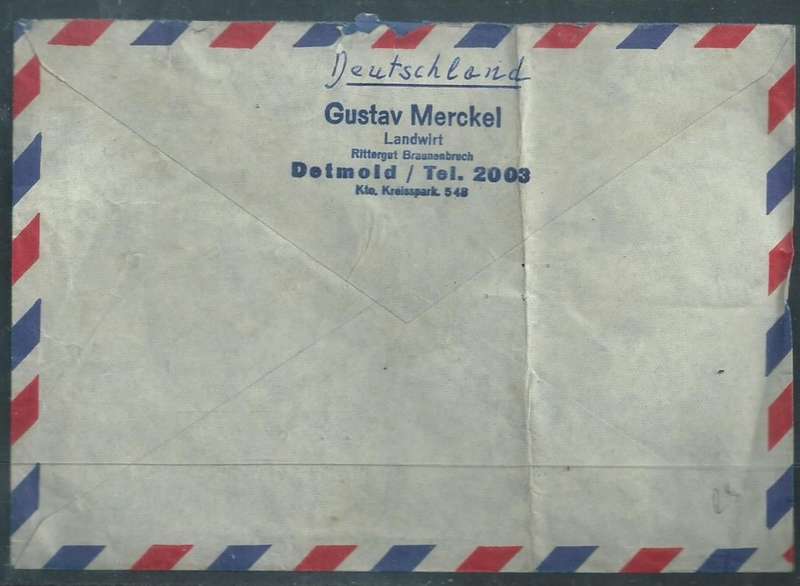 Deutschland
Gustav Merckel
Landwirt
Rittergut Braunenbruch
Detmold / Tel. 2003
Kto. Kreisspark. 548